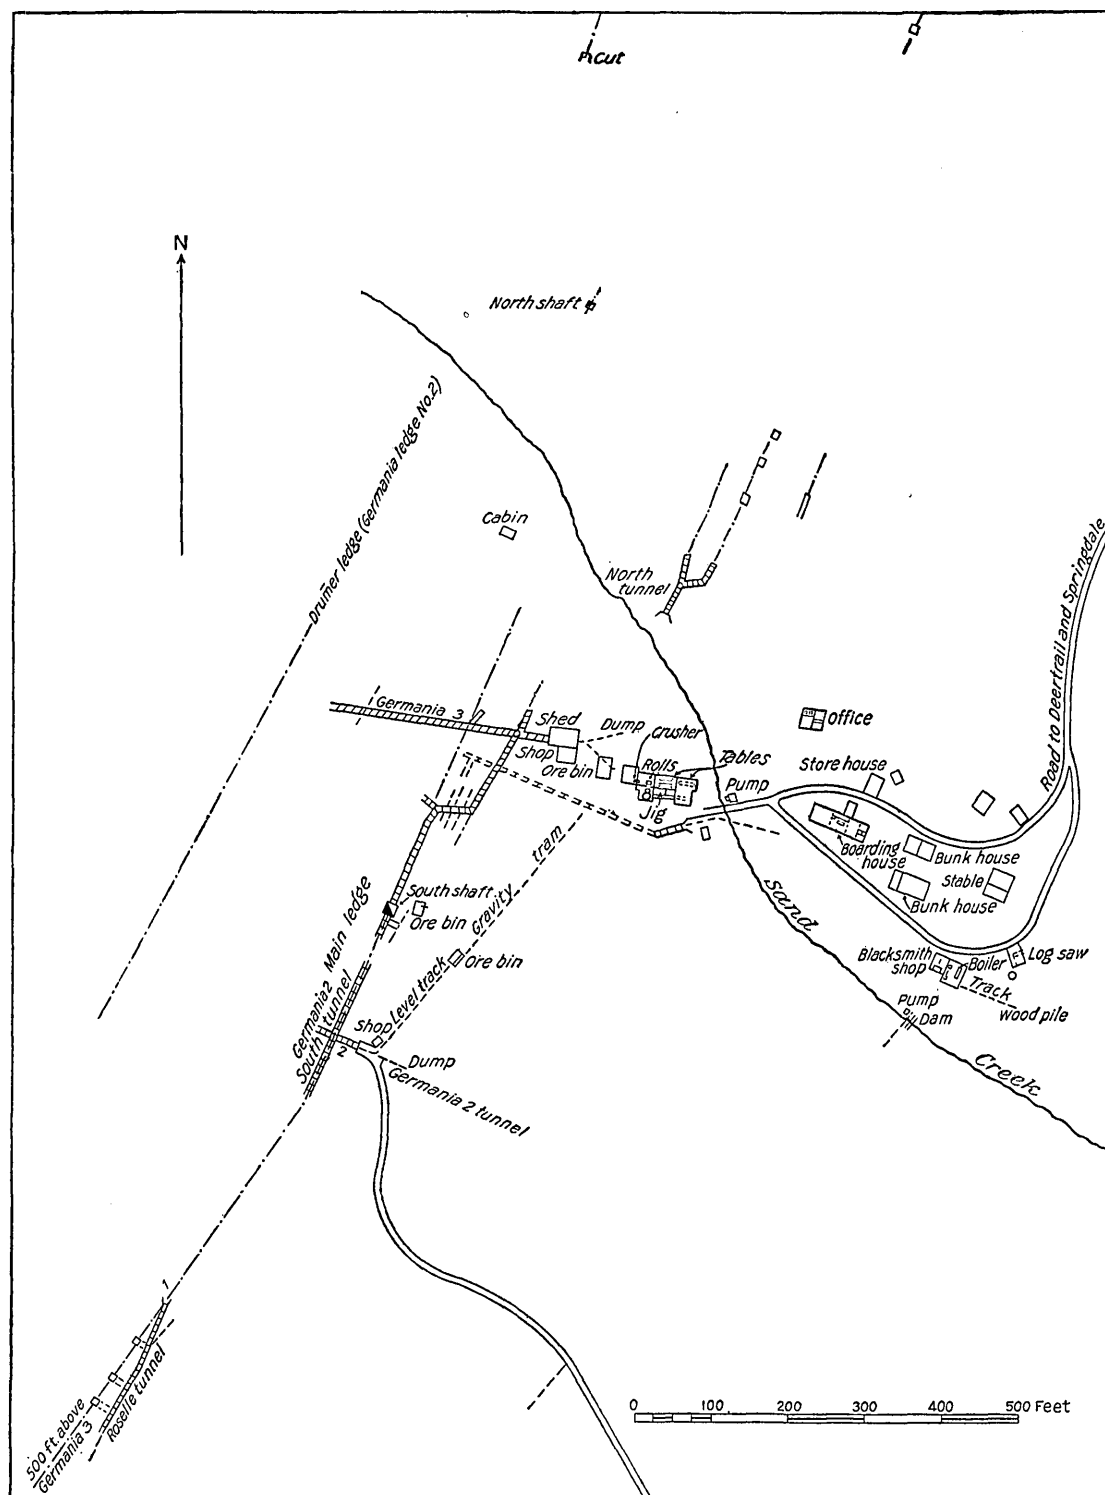 Cut
N
North shaft
Drumer ledge (Germania ledge No.2)
Cabin
North
tunnel
Road to Deertrail and Springdale
Germania 3
Shed
Shop
Dump
Ore bin
Crusher
Rolls
Tables
Jig
Pump
Office
Store house
Boarding
house
Bunk house
Stable
Bunk house
Gravity tram
South shaft
Ore bin
Main ledge
Germania 2
South tunnel
Level track
Ore bin
Shop
2
Dump
Germania 2 tunnel
Sand
Creek
Blacksmith
shop
Boiler
Log saw
Track
Wood pile
Pump
Dam
1
500 ft. above
Germania 3
Roselle tunnel
0 100 200 300 400 500 Feet